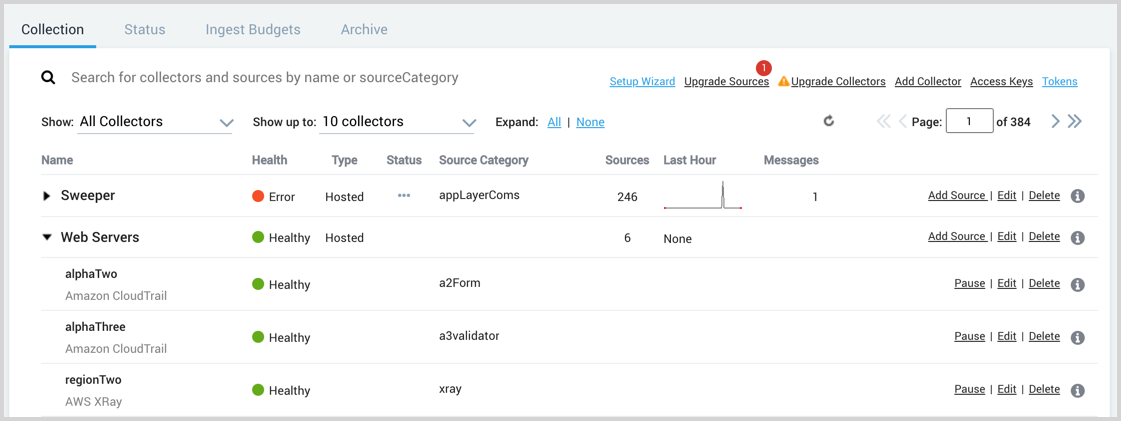 Collection Status Ingest Budgets Archive
Search for collectors and sources by name or sourceCategory
1
Setup Wizard Upgrade Sources Upgrade Collectors Add Collector Access Keys Tokens
Show: All Collectors Show up to: 10 collectors Expand: All | None Page: 1 of 384
Name Health Type Status Source Category Sources Last Hour Messages
Sweeper Error Hosted appLayerComs 246 1 Add Source | Edit | Delete
Web Servers Healthy Hosted 6 None Add Source | Edit | Delete
alphaTwo
Amazon CloudTrail
Healthy a2Form Pause | Edit | Delete
alphaThree
Amazon CloudTrail
Healthy a3validator Pause | Edit | Delete
regionTwo
AWS XRay
Healthy xray Pause | Edit | Delete